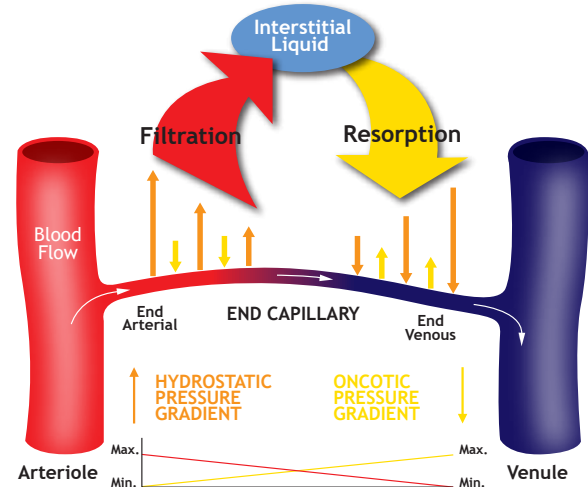 Interstitial
Liquid
Filtration
Resorption
Blood
Flow
End
Arterial
END CAPILLARY
End
Venous
HYDROSTATIC
PRESSURE
GRADIENT
ONCOTIC
PRESSURE
GRADIENT
Max.
Max.
Arteriole
Min.
Min.
Venule